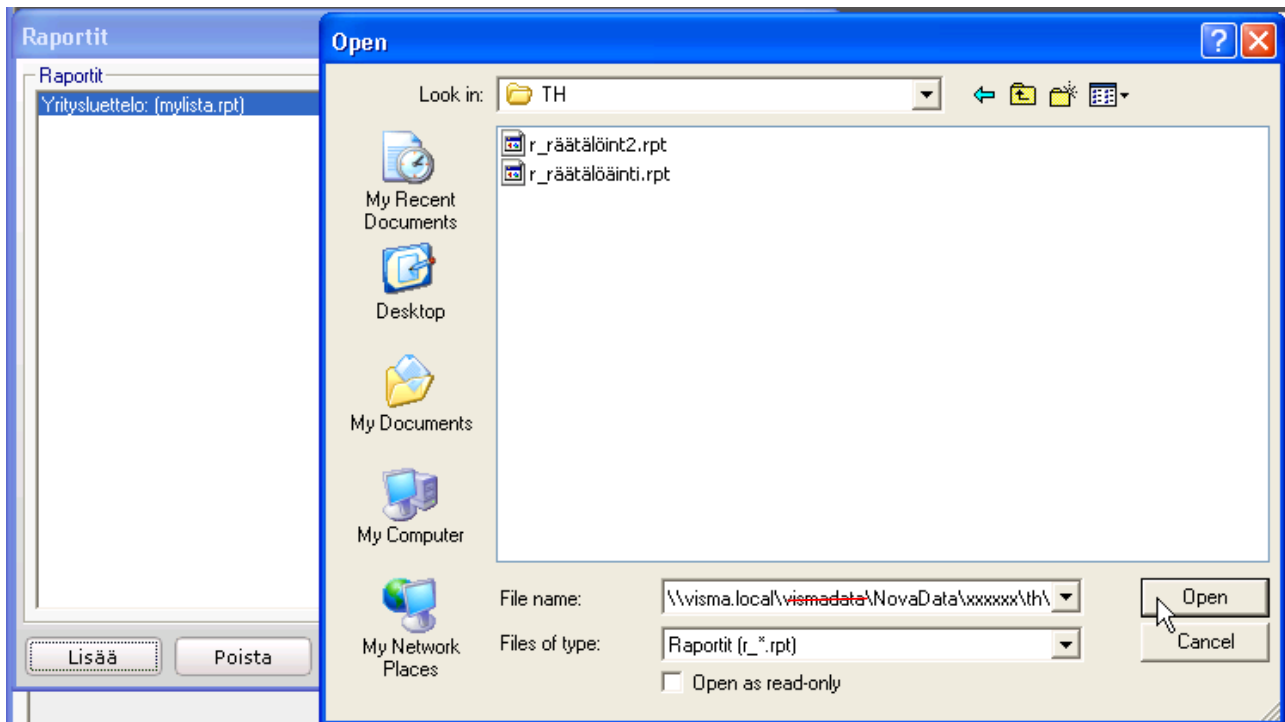 Raportit
Raportit
Yritysluettelo: (mylista.rpt)
Lisää
Poista
Open
Look in:
TH
My Recent
Documents
Desktop
My Documents
My Computer
My Network
Places
r_räätälöint2.rpt
r_räätälöäinti.rpt
File name:
\\visma.local\vismadata\NovaData\xxxxxx\th\
Open
Files of type:
Raportit (r_*.rpt)
Cancel
Open as read-only